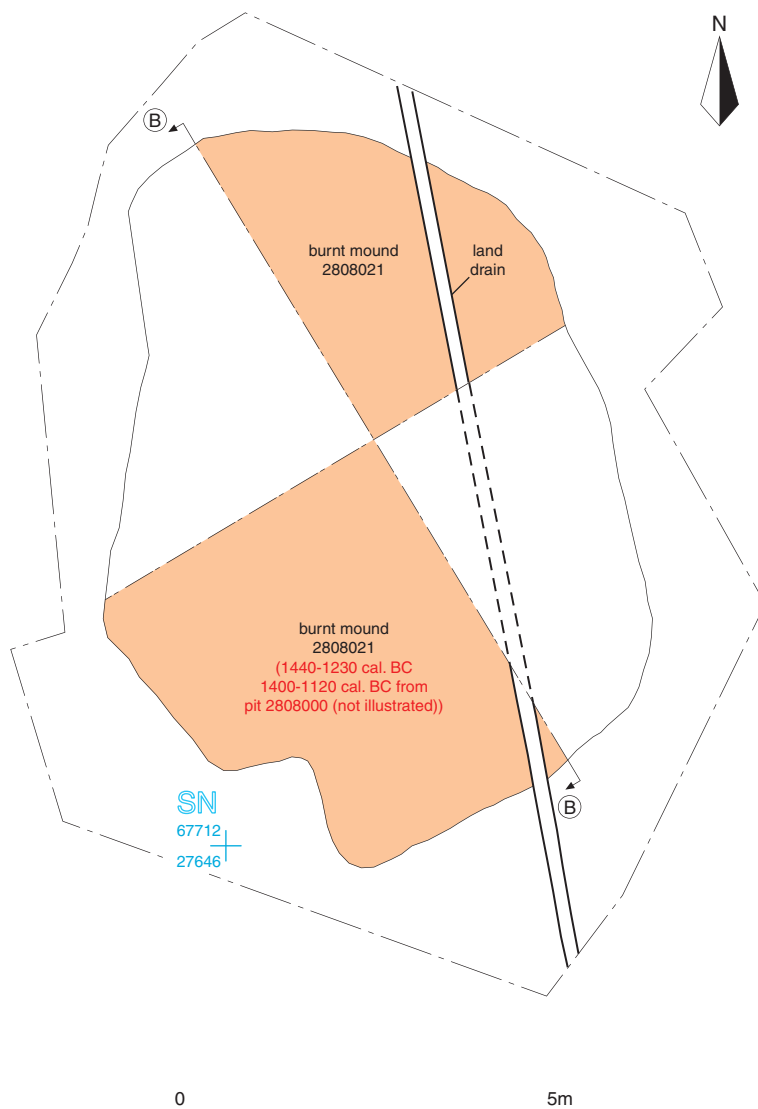 N
B
burnt mound
2808021
land
drain
burnt mound
2808021
(1440-1230 cal. BC
1400-1120 cal. BC from
pit 2808000 (not illustrated))
SN
67712
27646
B
0 5m